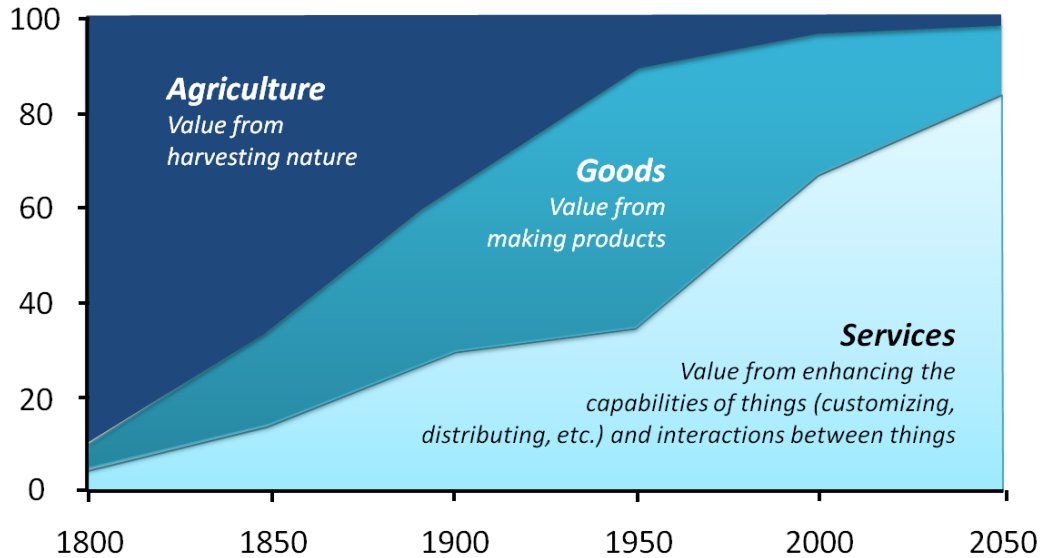 100
80
60
40
20
0
Agriculture
Value from
harvesting nature
Goods
Value from
making products
Services
Value from enhancing the
capabilities of things (customizing,
distributing, etc.) and interactions between things
1800 1850 1900 1950 2000 2050